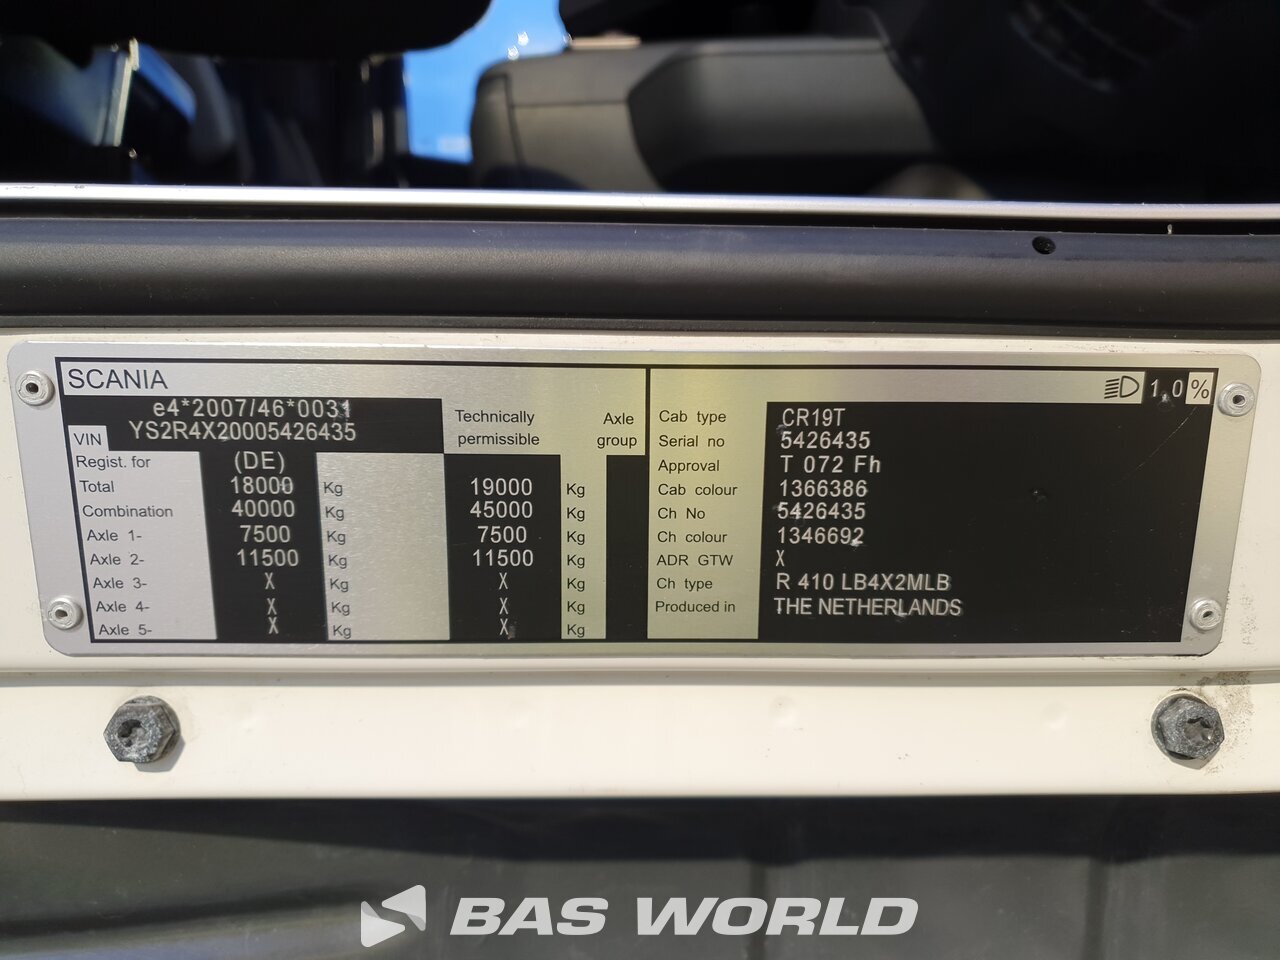 SCANIA
e4*2007/46*0031
VIN YS2R4X20005426435
Technically permissible
Axle group
Regist. for (DE)
Total 18000 Kg 19000 Kg
Combination 40000 Kg 45000 Kg
Axle 1- 7500 Kg 7500 Kg
Axle 2- 11500 Kg 11500 Kg
Axle 3- X Kg X Kg
Axle 4- X Kg X Kg
Axle 5- X Kg X Kg
1,0 %
Cab type CR19T
Serial no 5426435
Approval T 072 Fh
Cab colour 1366386
Ch No 5426435
Ch colour 1346692
ADR GTW X
Ch type R 410 LB4X2MLB
Produced in THE NETHERLANDS
BAS WORLD